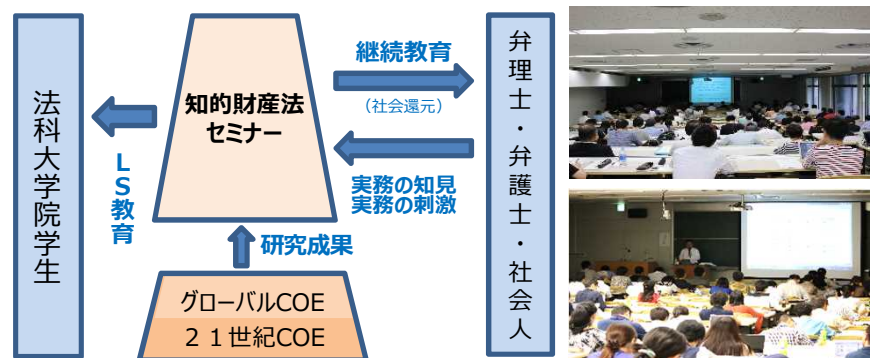 法科大学院学生
LS教育
知的財産法
セミナー
継続教育
（社会還元）
実務の知見
実務の刺激
研究成果
グローバルCOE
２１世紀COE
弁理士・弁護士・社会人